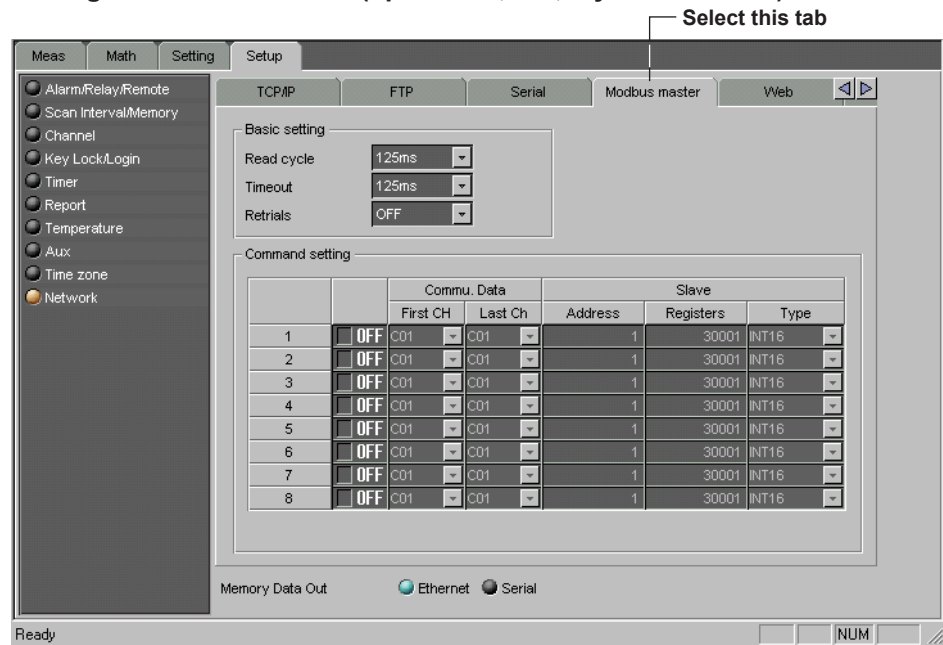 Select this tab
Meas Math Setting Setup
Alarm/Relay/Remote
Scan Interval/Memory
Channel
Key Lock/Login
Timer
Report
Temperature
Aux
Time zone
Network
TCP/IP FTP Serial Modbus master Web
Basic setting
Read cycle 125ms
Timeout 125ms
Retrials OFF
Command setting
Commu. Data Slave
First CH Last Ch Address Registers Type
1 OFF C01 C01 1 30001 INT16
2 OFF C01 C01 1 30001 INT16
3 OFF C01 C01 1 30001 INT16
4 OFF C01 C01 1 30001 INT16
5 OFF C01 C01 1 30001 INT16
6 OFF C01 C01 1 30001 INT16
7 OFF C01 C01 1 30001 INT16
8 OFF C01 C01 1 30001 INT16
Memory Data Out Ethernet Serial
Ready NUM